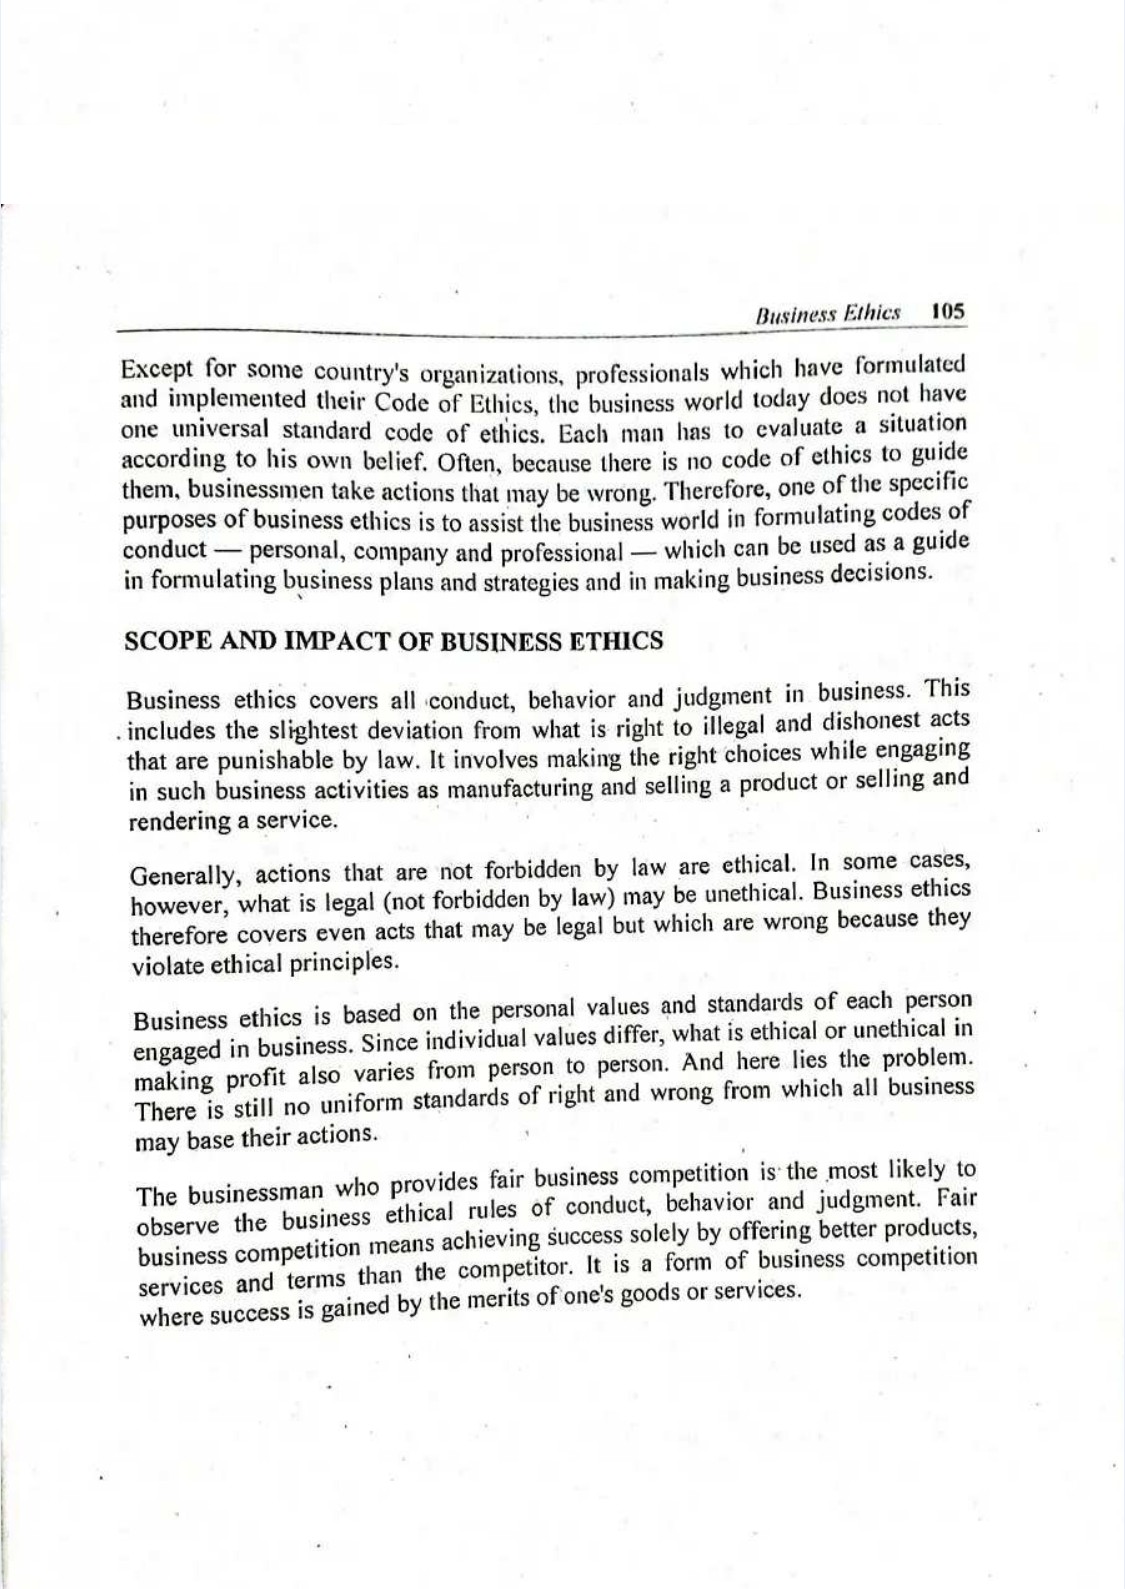 Business Ethics 105
Except for some country's organizations, professionals which have formulated
and implemented their Code of Ethics, the business world today does not have
one universal standard code of ethics. Each man has to evaluate a situation
according to his own belief. Often, because there is no code of ethics to guide
them, businessmen take actions that may be wrong. Therefore, one of the specific
purposes of business ethics is to assist the business world in formulating codes of
conduct — personal, company and professional — which can be used as a guide
in formulating business plans and strategies and in making business decisions.
SCOPE AND IMPACT OF BUSINESS ETHICS
Business ethics covers all conduct, behavior and judgment in business. This
includes the slightest deviation from what is right to illegal and dishonest acts
that are punishable by law. It involves making the right choices while engaging
in such business activities as manufacturing and selling a product or selling and
rendering a service.
Generally, actions that are not forbidden by law are ethical. In some cases,
however, what is legal (not forbidden by law) may be unethical. Business ethics
therefore covers even acts that may be legal but which are wrong because they
violate ethical principles.
Business ethics is based on the personal values and standards of each person
engaged in business. Since individual values differ, what is ethical or unethical in
making profit also varies from person to person. And here lies the problem.
There is still no uniform standards of right and wrong from which all business
may base their actions.
The businessman who provides fair business competition is the most likely to
observe the business ethical rules of conduct, behavior and judgment. Fair
business competition means achieving success solely by offering better products,
services and terms than the competitor. It is a form of business competition
where success is gained by the merits of one's goods or services.